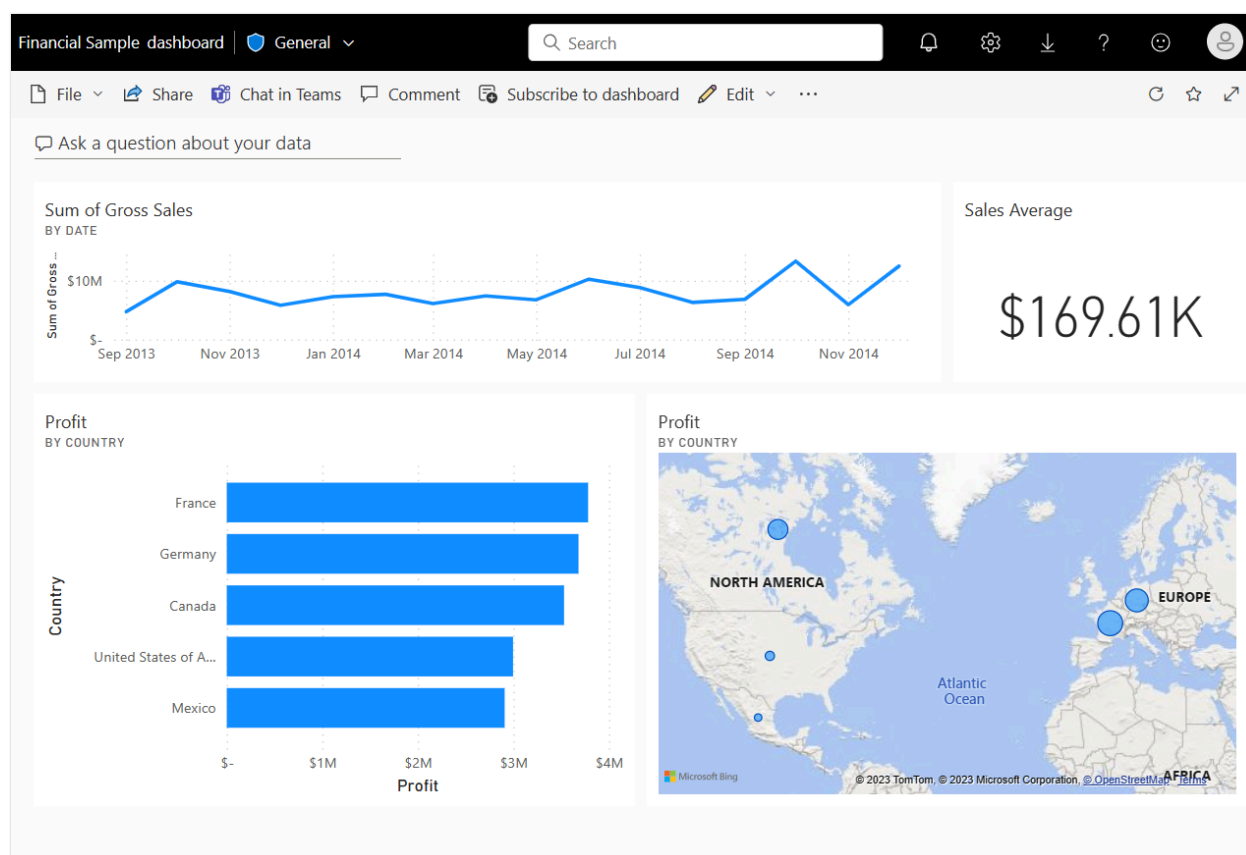 Financial Sample dashboard General Search
File Share Chat in Teams Comment Subscribe to dashboard Edit
Ask a question about your data
Sum of Gross Sales
BY DATE
Sum of Gross ...
$10M
$-
Sep 2013 Nov 2013 Jan 2014 Mar 2014 May 2014 Jul 2014 Sep 2014 Nov 2014
Sales Average
$169.61K
Profit
BY COUNTRY
Country
France
Germany
Canada
United States of A...
Mexico
$- $1M $2M $3M $4M
Profit
Profit
BY COUNTRY
NORTH AMERICA
EUROPE
Atlantic
Ocean
AFRICA
Microsoft Bing
© 2023 TomTom, © 2023 Microsoft Corporation, © OpenStreetMap Terms